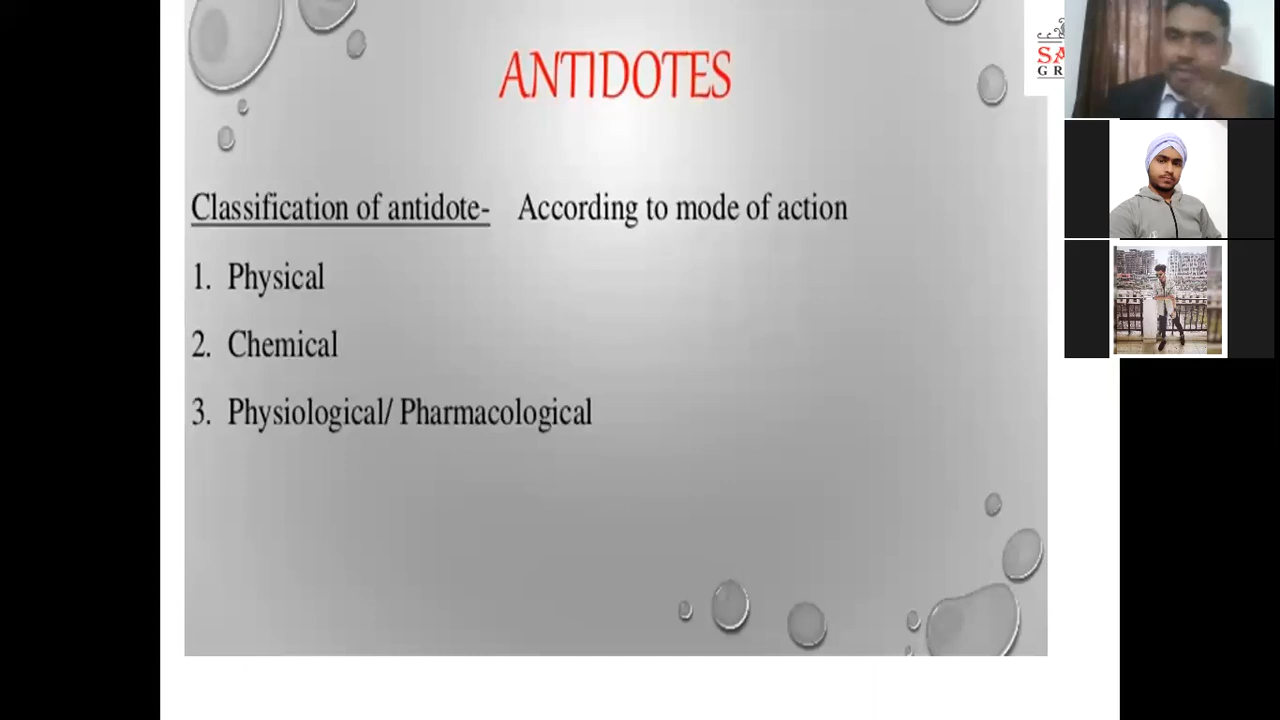 ANTIDOTES
Classification of antidote- According to mode of action
1. Physical
2. Chemical
3. Physiological/ Pharmacological